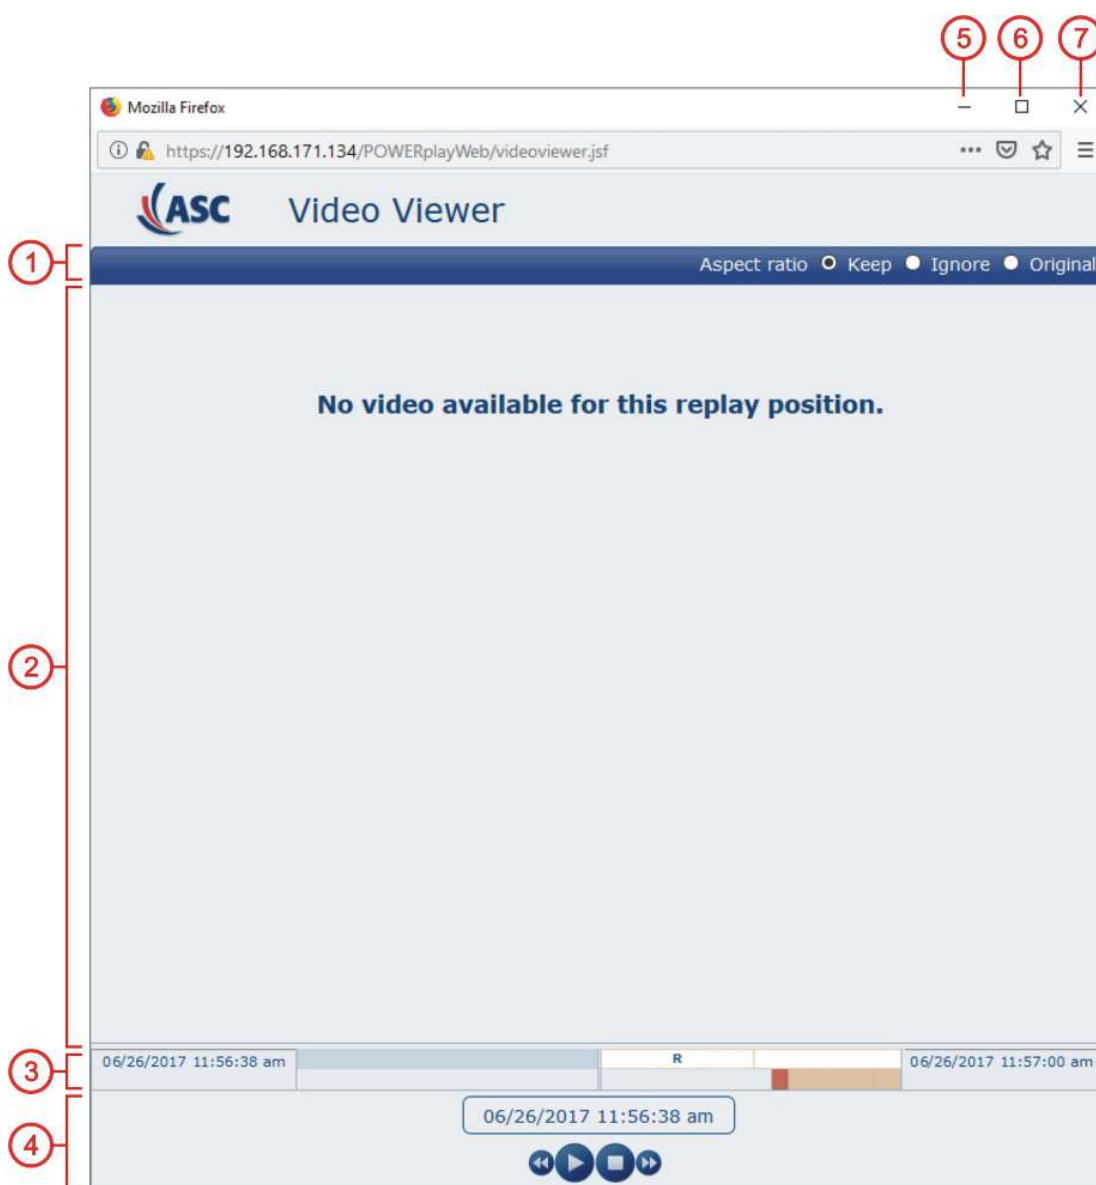 5 6 7
Mozilla Firefox
https://192.168.171.134/POWERplayWeb/videoviewer.jsf
ASC Video Viewer
1
Aspect ratio Keep Ignore Original
No video available for this replay position.
2
3
06/26/2017 11:56:38 am R 06/26/2017 11:57:00 am
4
06/26/2017 11:56:38 am